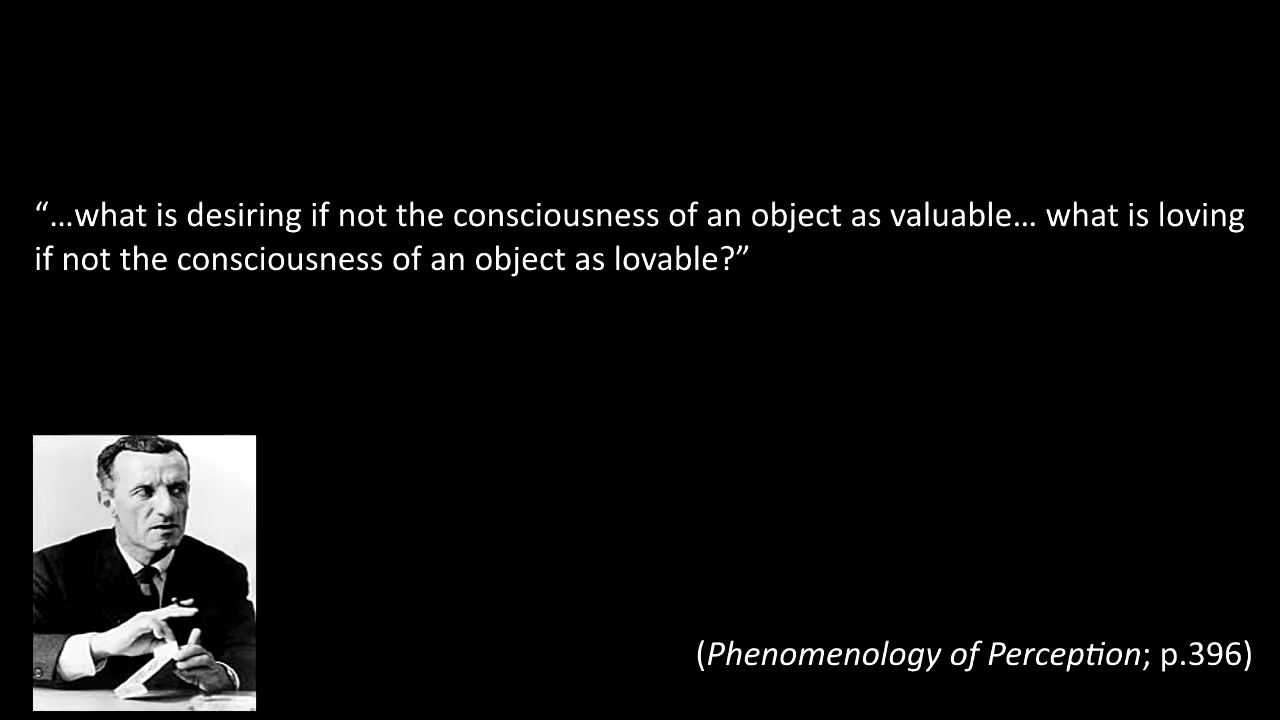 “…what is desiring if not the consciousness of an object as valuable… what is loving
if not the consciousness of an object as lovable?”
(Phenomenology of Perception; p.396)